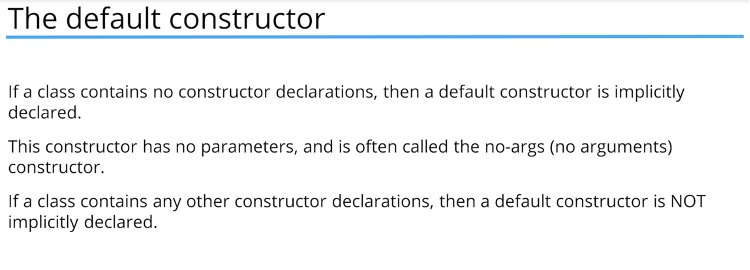 The default constructor
If a class contains no constructor declarations, then a default constructor is implicitly
declared.
This constructor has no parameters, and is often called the no-args (no arguments)
constructor.
If a class contains any other constructor declarations, then a default constructor is NOT
implicitly declared.